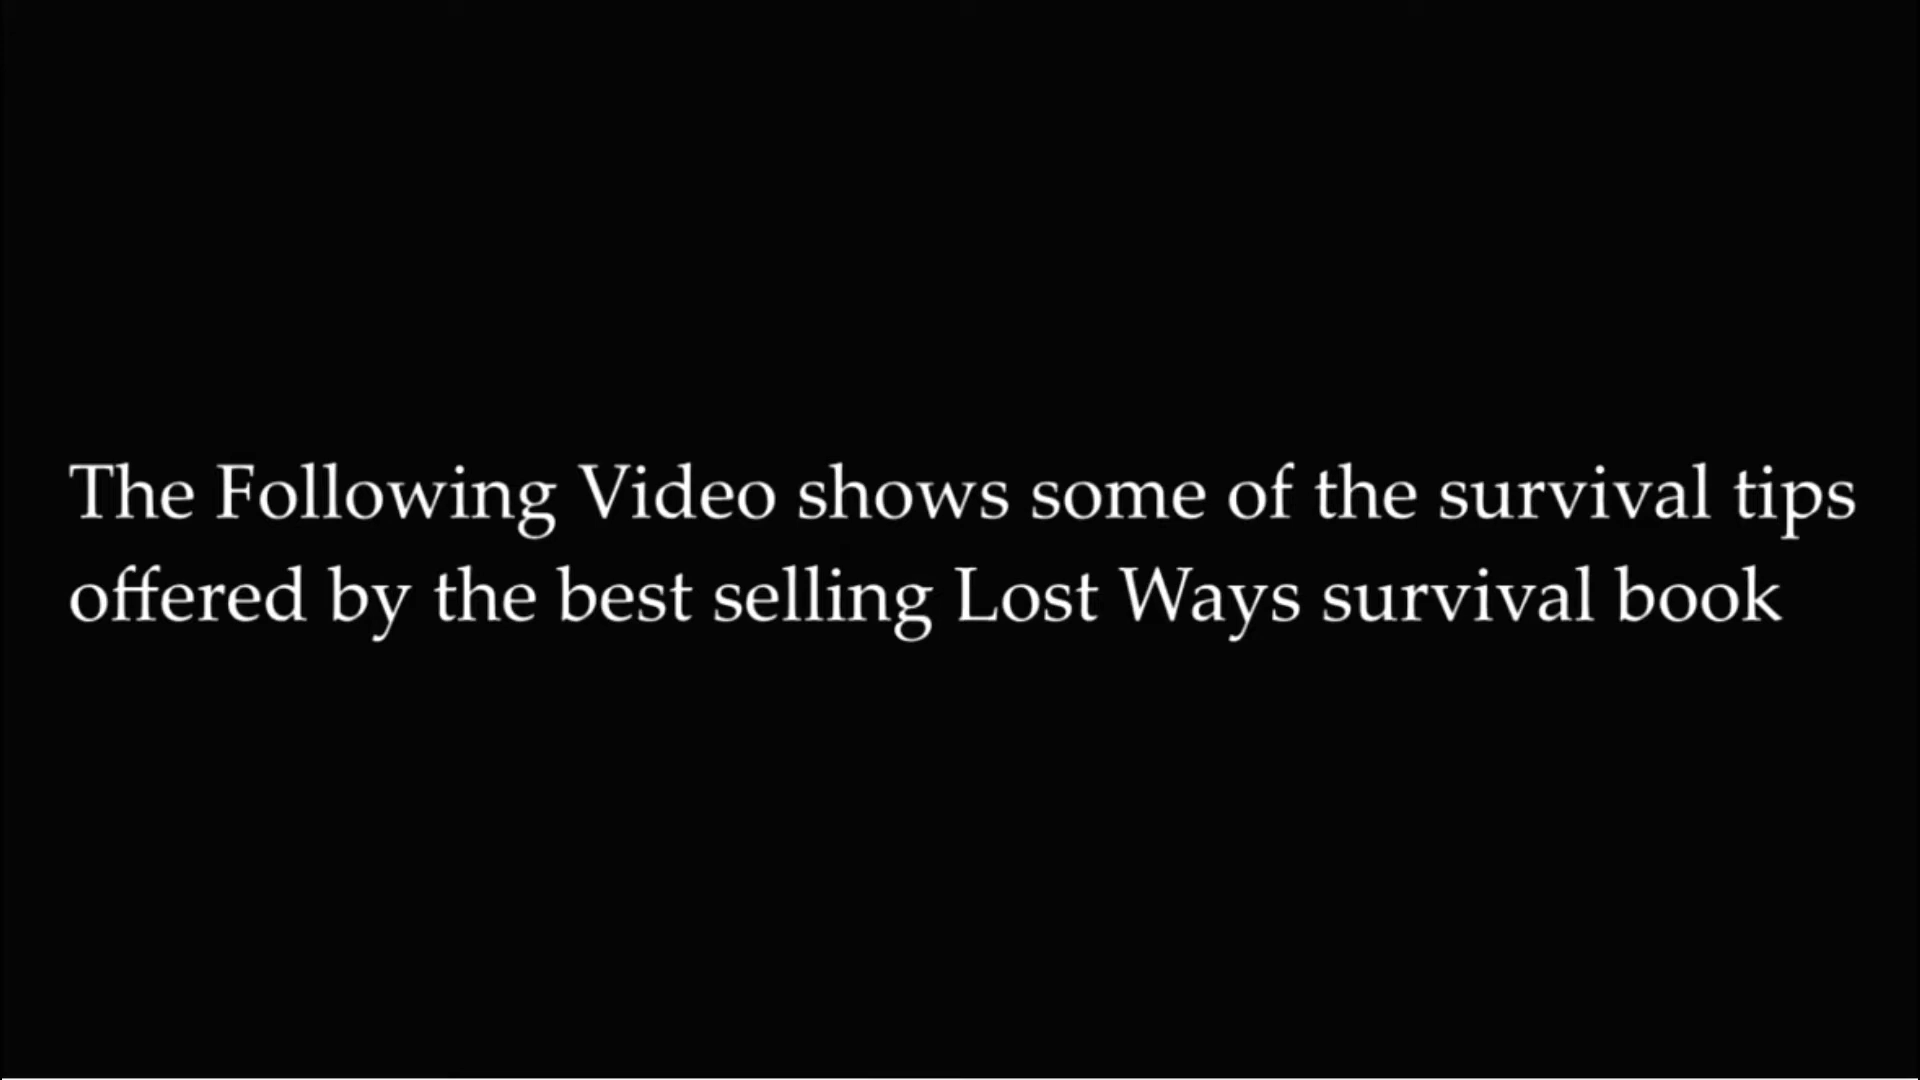 The Following Video shows some of the survival tips
offered by the best selling Lost Ways survival book